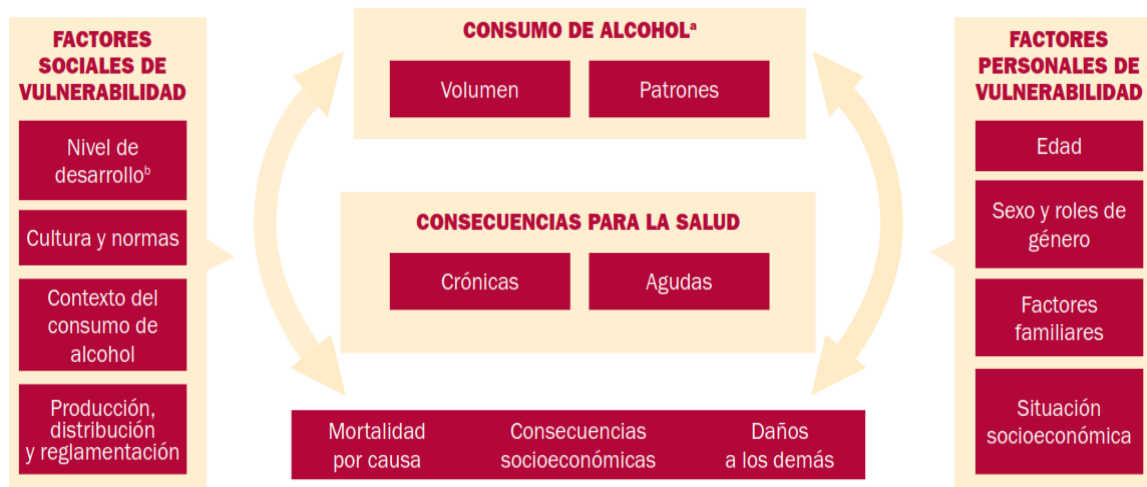 FACTORES
SOCIALES DE
VULNERABILIDAD
Nivel de
desarrolloᵇ
Cultura y normas
Contexto del
consumo de
alcohol
Producción,
distribución
y reglamentación
CONSUMO DE ALCOHOLª
Volumen
Patrones
CONSECUENCIAS PARA LA SALUD
Crónicas
Agudas
Mortalidad
por causa
Consecuencias
socioeconómicas
Daños
a los demás
FACTORES
PERSONALES DE
VULNERABILIDAD
Edad
Sexo y roles de
género
Factores
familiares
Situación
socioeconómica